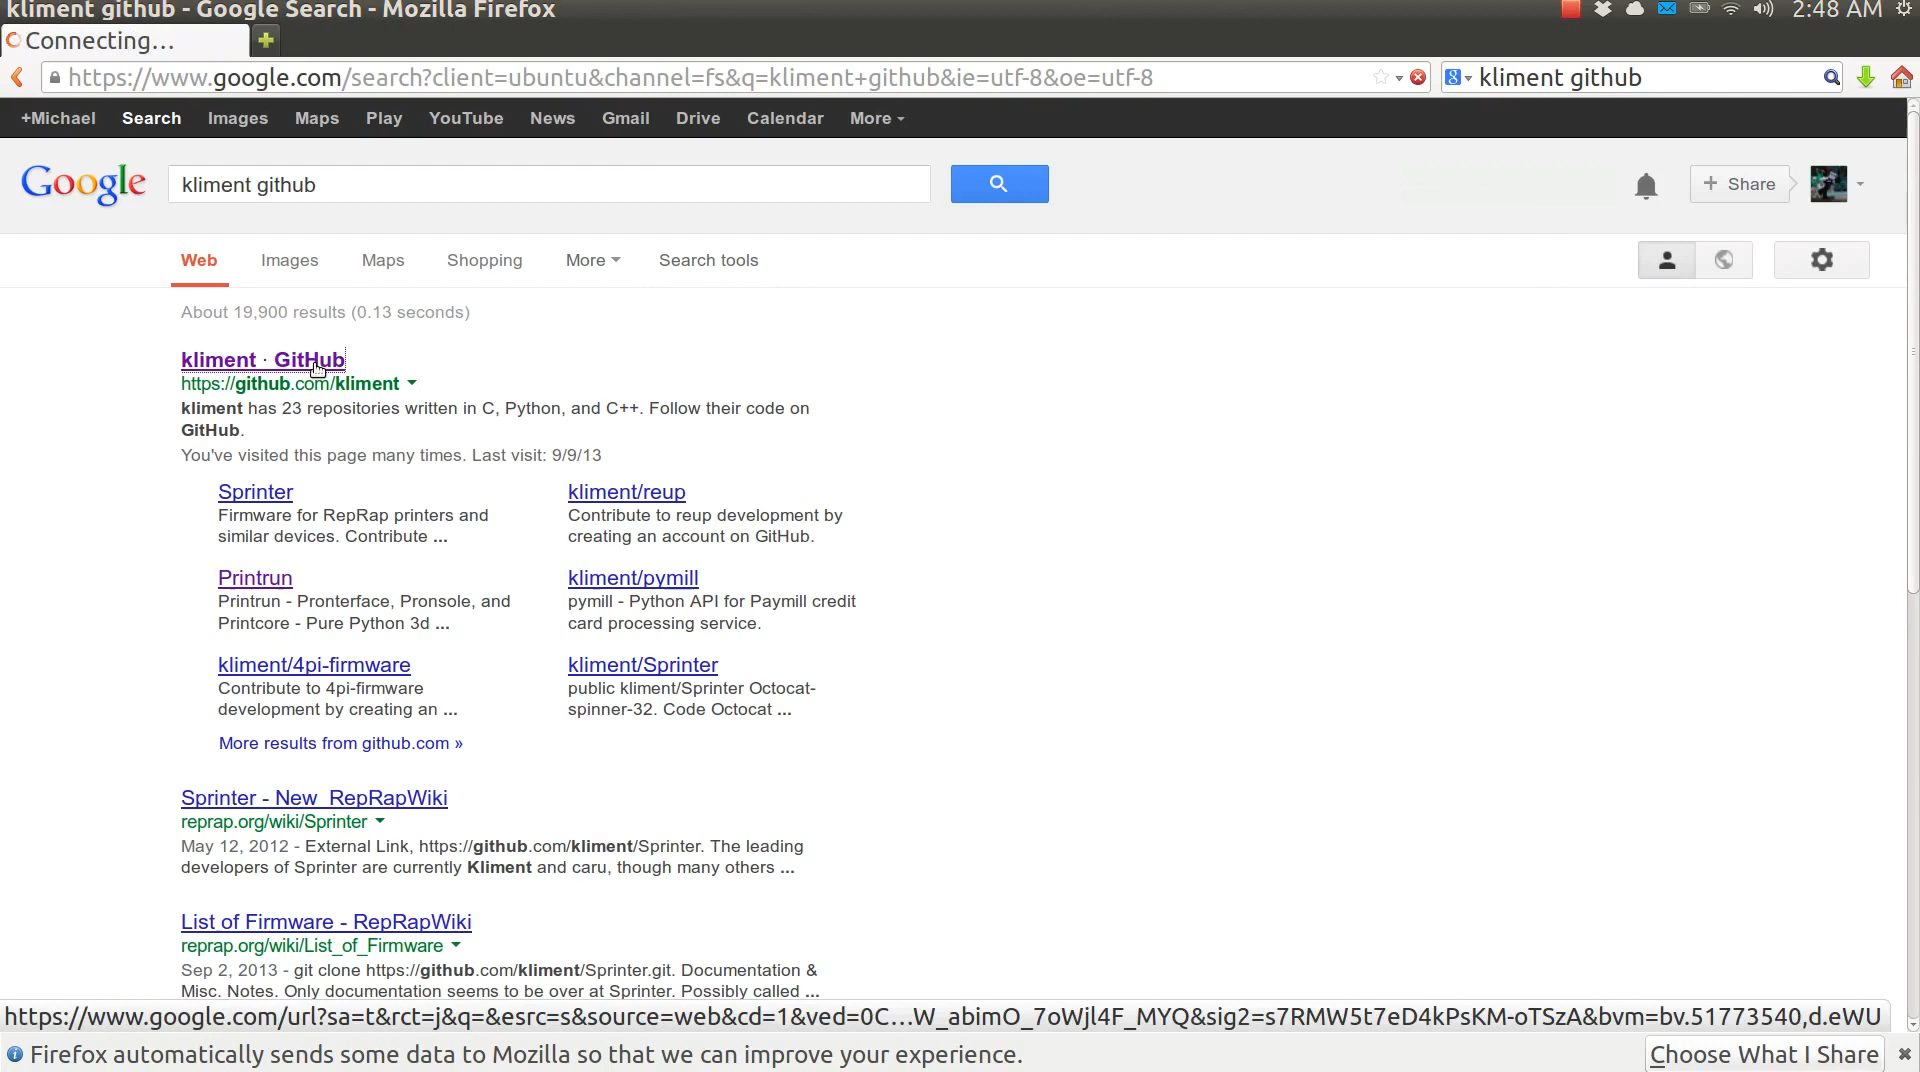 kliment github - Google Search - Mozilla Firefox
2:48 AM
Connecting…
https://www.google.com/search?client=ubuntu&channel=fs&q=kliment+github&ie=utf-8&oe=utf-8
8 kliment github
+Michael Search Images Maps Play YouTube News Gmail Drive Calendar More
Google
kliment github
+ Share
Web Images Maps Shopping More Search tools
About 19,900 results (0.13 seconds)
kliment · GitHub
https://github.com/kliment
kliment has 23 repositories written in C, Python, and C++. Follow their code on
GitHub.
You've visited this page many times. Last visit: 9/9/13
Sprinter
Firmware for RepRap printers and
similar devices. Contribute ...
kliment/reup
Contribute to reup development by
creating an account on GitHub.
Printrun
Printrun - Pronterface, Pronsole, and
Printcore - Pure Python 3d ...
kliment/pymill
pymill - Python API for Paymill credit
card processing service.
kliment/4pi-firmware
Contribute to 4pi-firmware
development by creating an ...
kliment/Sprinter
public kliment/Sprinter Octocat-
spinner-32. Code Octocat ...
More results from github.com »
Sprinter - New_RepRapWiki
reprap.org/wiki/Sprinter
May 12, 2012 - External Link, https://github.com/kliment/Sprinter. The leading
developers of Sprinter are currently Kliment and caru, though many others ...
List of Firmware - RepRapWiki
reprap.org/wiki/List_of_Firmware
Sep 2, 2013 - git clone https://github.com/kliment/Sprinter.git. Documentation &
Misc. Notes. Only documentation seems to be over at Sprinter. Possibly called ...
https://www.google.com/url?sa=t&rct=j&q=&esrc=s&source=web&cd=1&ved=0C…W_abimO_7oWjl4F_MYQ&sig2=s7RMW5t7eD4kPsKM-oTSzA&bvm=bv.51773540,d.eWU
Firefox automatically sends some data to Mozilla so that we can improve your experience.
Choose What I Share